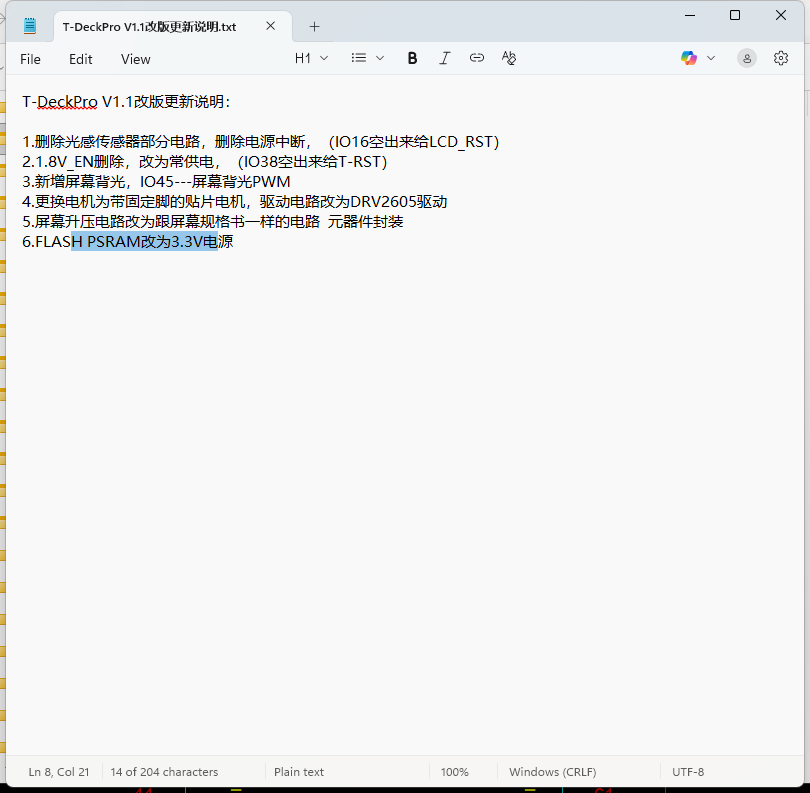 T-DeckPro V1.1改版更新说明.txt
File Edit View H1 B I
T-DeckPro V1.1改版更新说明：
1.删除光感传感器部分电路，删除电源中断，（IO16空出来给LCD_RST）
2.1.8V_EN删除，改为常供电，（IO38空出来给T-RST）
3.新增屏幕背光，IO45---屏幕背光PWM
4.更换电机为带固定脚的贴片电机，驱动电路改为DRV2605驱动
5.屏幕升压电路改为跟屏幕规格书一样的电路 元器件封装
6.FLASH PSRAM改为3.3V电源
Ln 8, Col 21 14 of 204 characters Plain text 100% Windows (CRLF) UTF-8